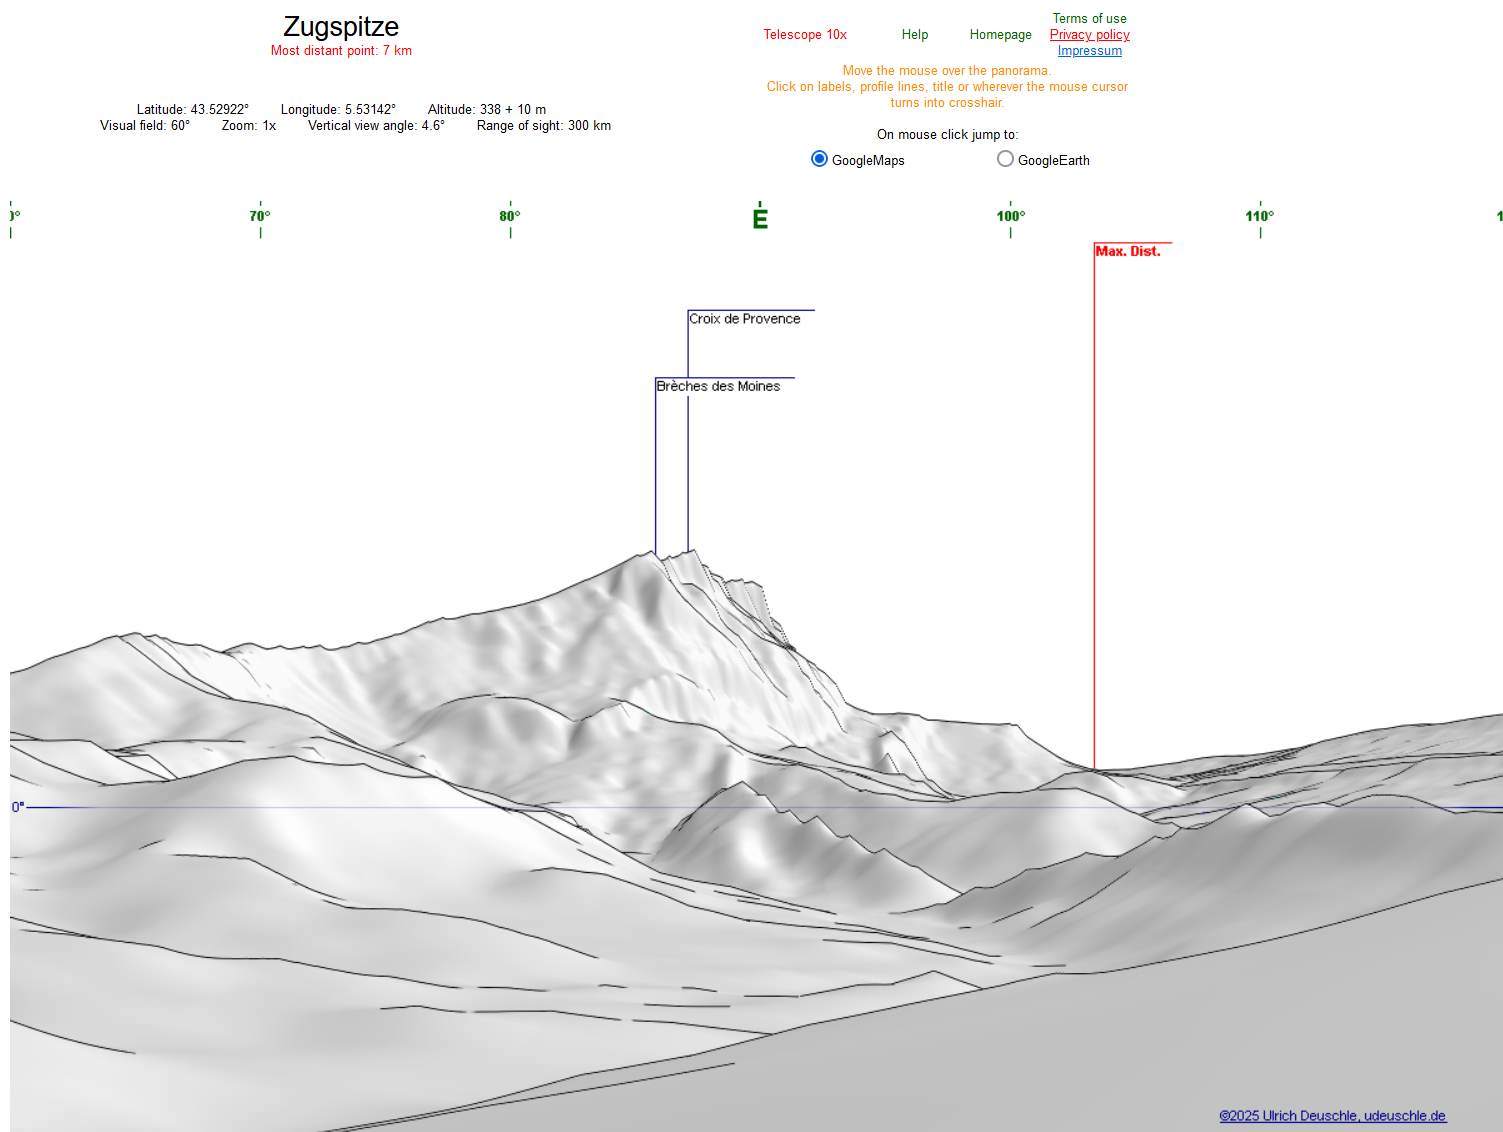 Zugspitze
Most distant point: 7 km
Latitude: 43.52922° Longitude: 5.53142° Altitude: 338 + 10 m
Visual field: 60° Zoom: 1x Vertical view angle: 4.6° Range of sight: 300 km
Telescope 10x Help Homepage
Terms of use
Privacy policy
Impressum
Move the mouse over the panorama.
Click on labels, profile lines, title or wherever the mouse cursor
turns into crosshair.
On mouse click jump to:
GoogleMaps GoogleEarth
70° 80° E 100° 110°
Max. Dist.
Croix de Provence
Brèches des Moines
0°
©2025 Ulrich Deuschle, udeuschle.de